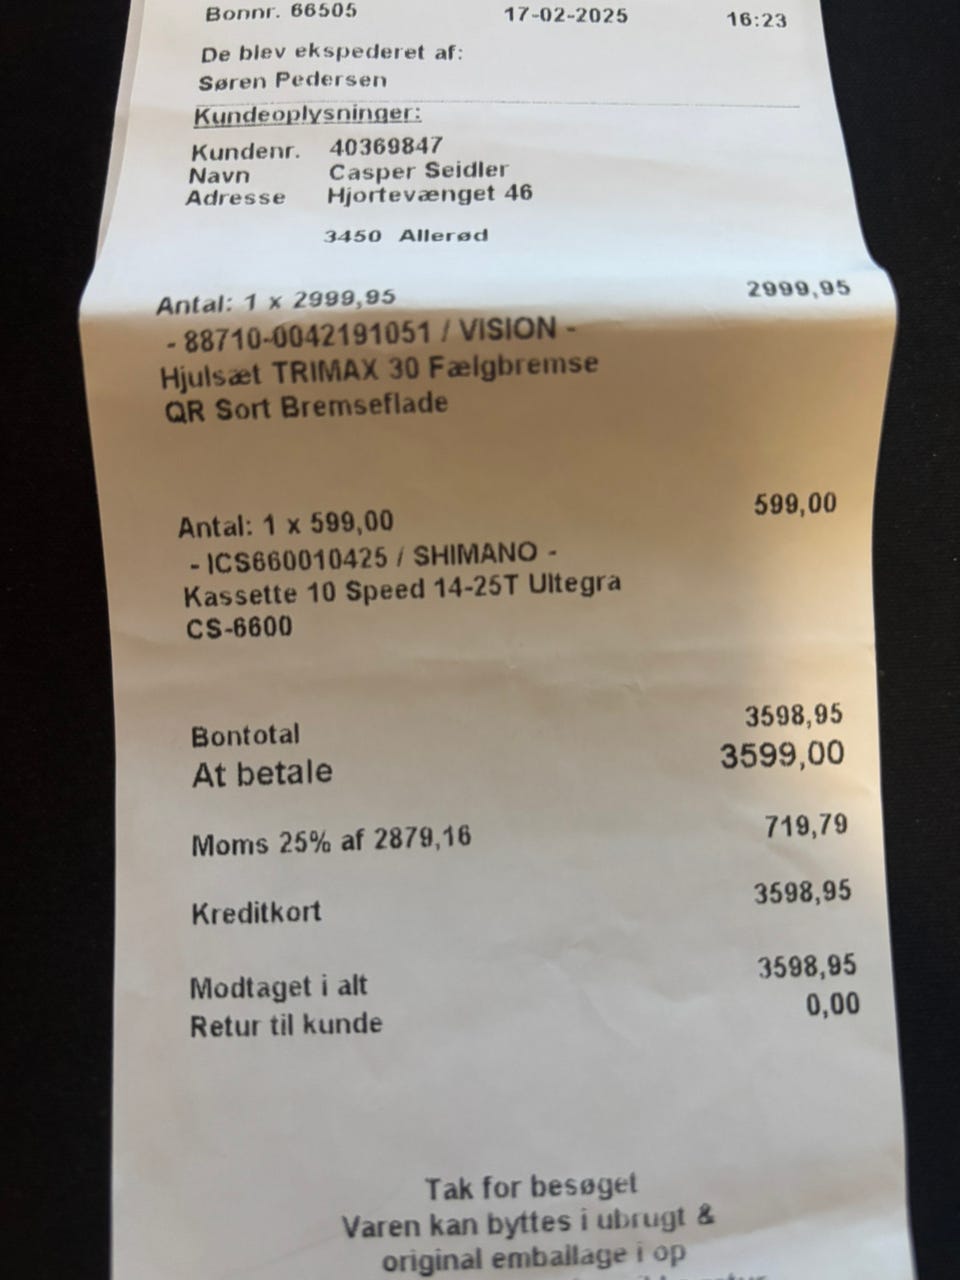 Bonnr. 66505 17-02-2025 16:23
De blev ekspederet af:
Søren Pedersen
Kundeoplysninger:
Kundenr. 40369847
Navn Casper Seidler
Adresse Hjortevænget 46
3450 Allerød
Antal: 1 x 2999,95 2999,95
- 88710-0042191051 / VISION -
Hjulsæt TRIMAX 30 Fælgbremse
QR Sort Bremseflade
Antal: 1 x 599,00 599,00
- ICS660010425 / SHIMANO -
Kassette 10 Speed 14-25T Ultegra
CS-6600
Bontotal 3598,95
At betale 3599,00
Moms 25% af 2879,16 719,79
Kreditkort 3598,95
Modtaget i alt 3598,95
Retur til kunde 0,00
Tak for besøget
Varen kan byttes i ubrugt &
original emballage i op